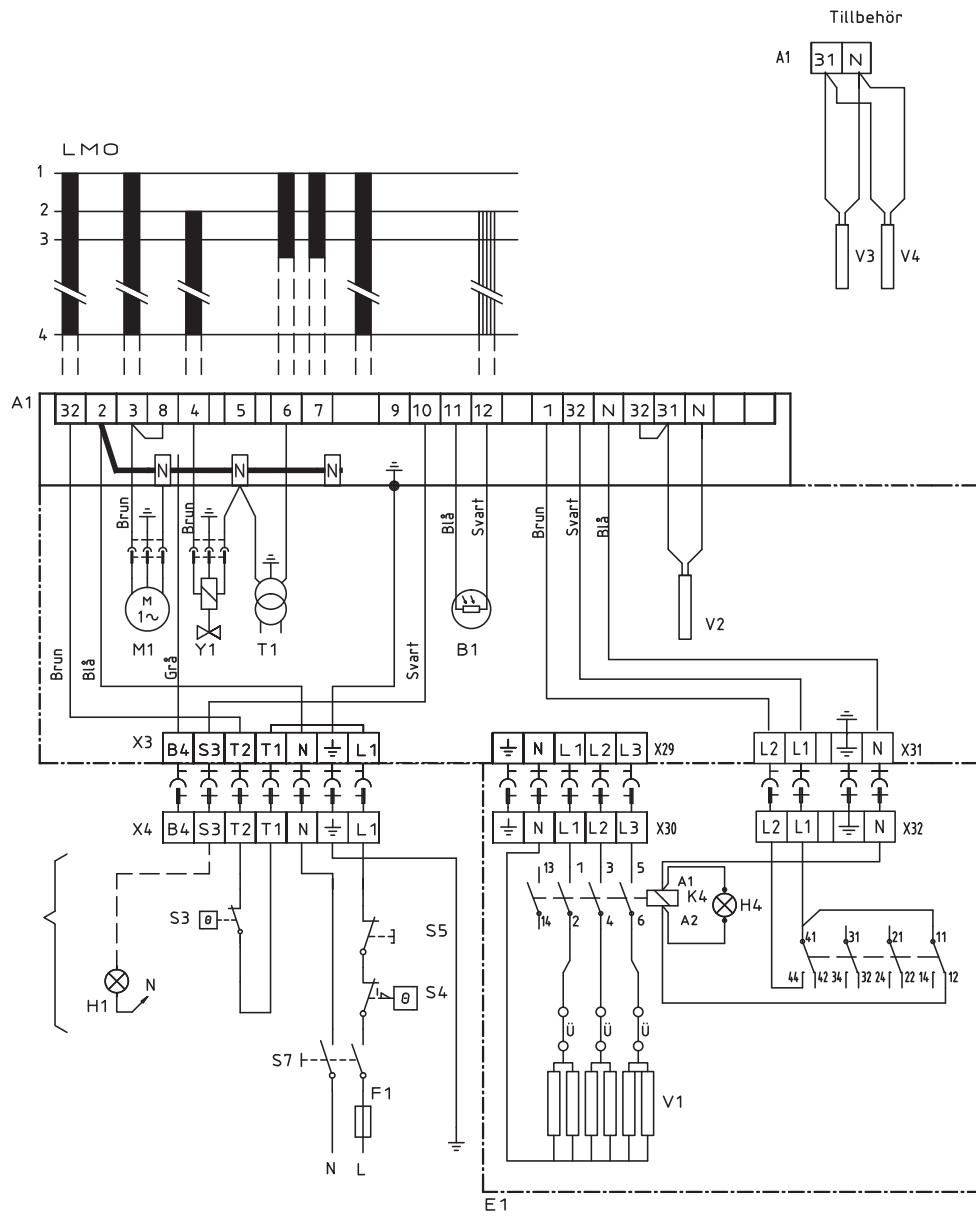 Tillbehör
A1 31 N
V3 V4
LMO
1
2
3
4
A1 32 2 3 8 4 5 6 7 9 10 11 12 1 32 N 32 31 N
N N N
Brun Brun Blå Svart Brun Svart Blå
M
1~
M1 Y1 T1 B1 V2
Brun Blå Grå Svart
X3 B4 S3 T2 T1 N L1 N L1 L2 L3 X29 L2 L1 N X31
X4 B4 S3 T2 T1 N L1 N L1 L2 L3 X30 L2 L1 N X32
13 1 3 5
A1
K4
A2
H4
14 2 4 6
S3 θ
S5
41 31 21 11
44 42 34 32 24 22 14 12
S4 θ
H1 N
Ü Ü Ü
S7
F1
V1
N L
E1